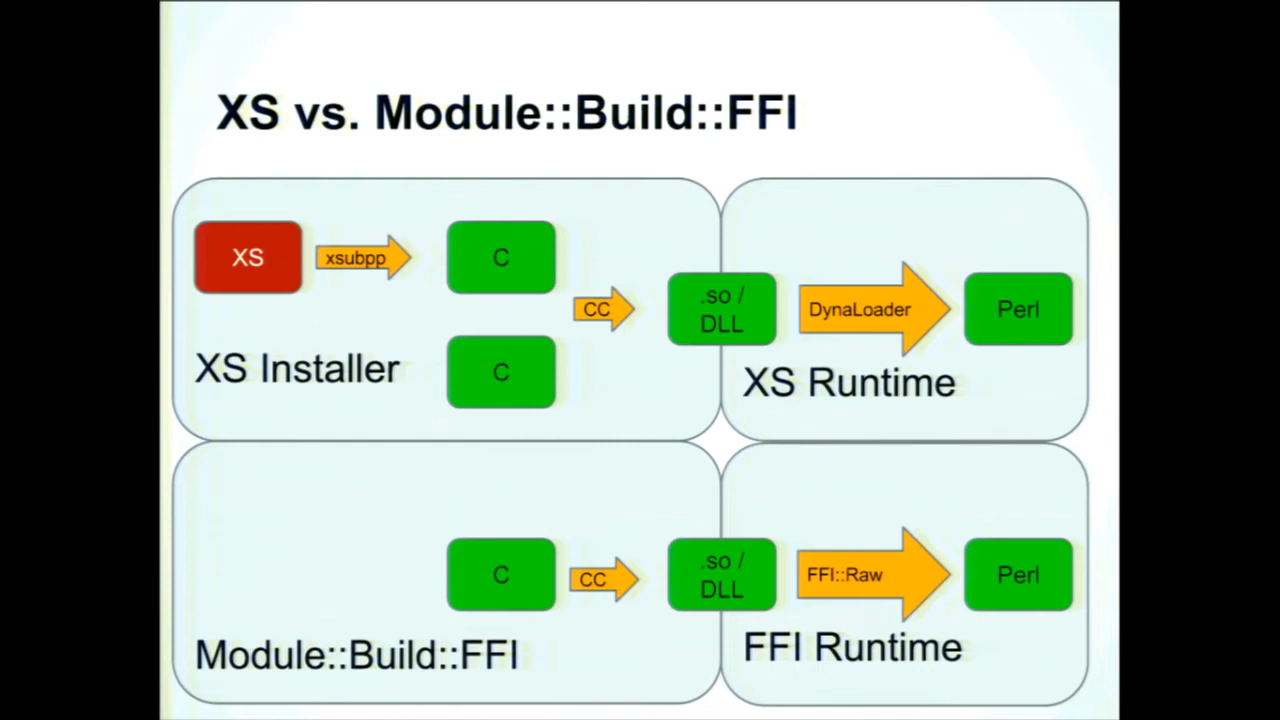 XS vs. Module::Build::FFI
XS
xsubpp
C
CC
.so /
DLL
DynaLoader
Perl
C
XS Installer
XS Runtime
C
CC
.so /
DLL
FFI::Raw
Perl
Module::Build::FFI
FFI Runtime